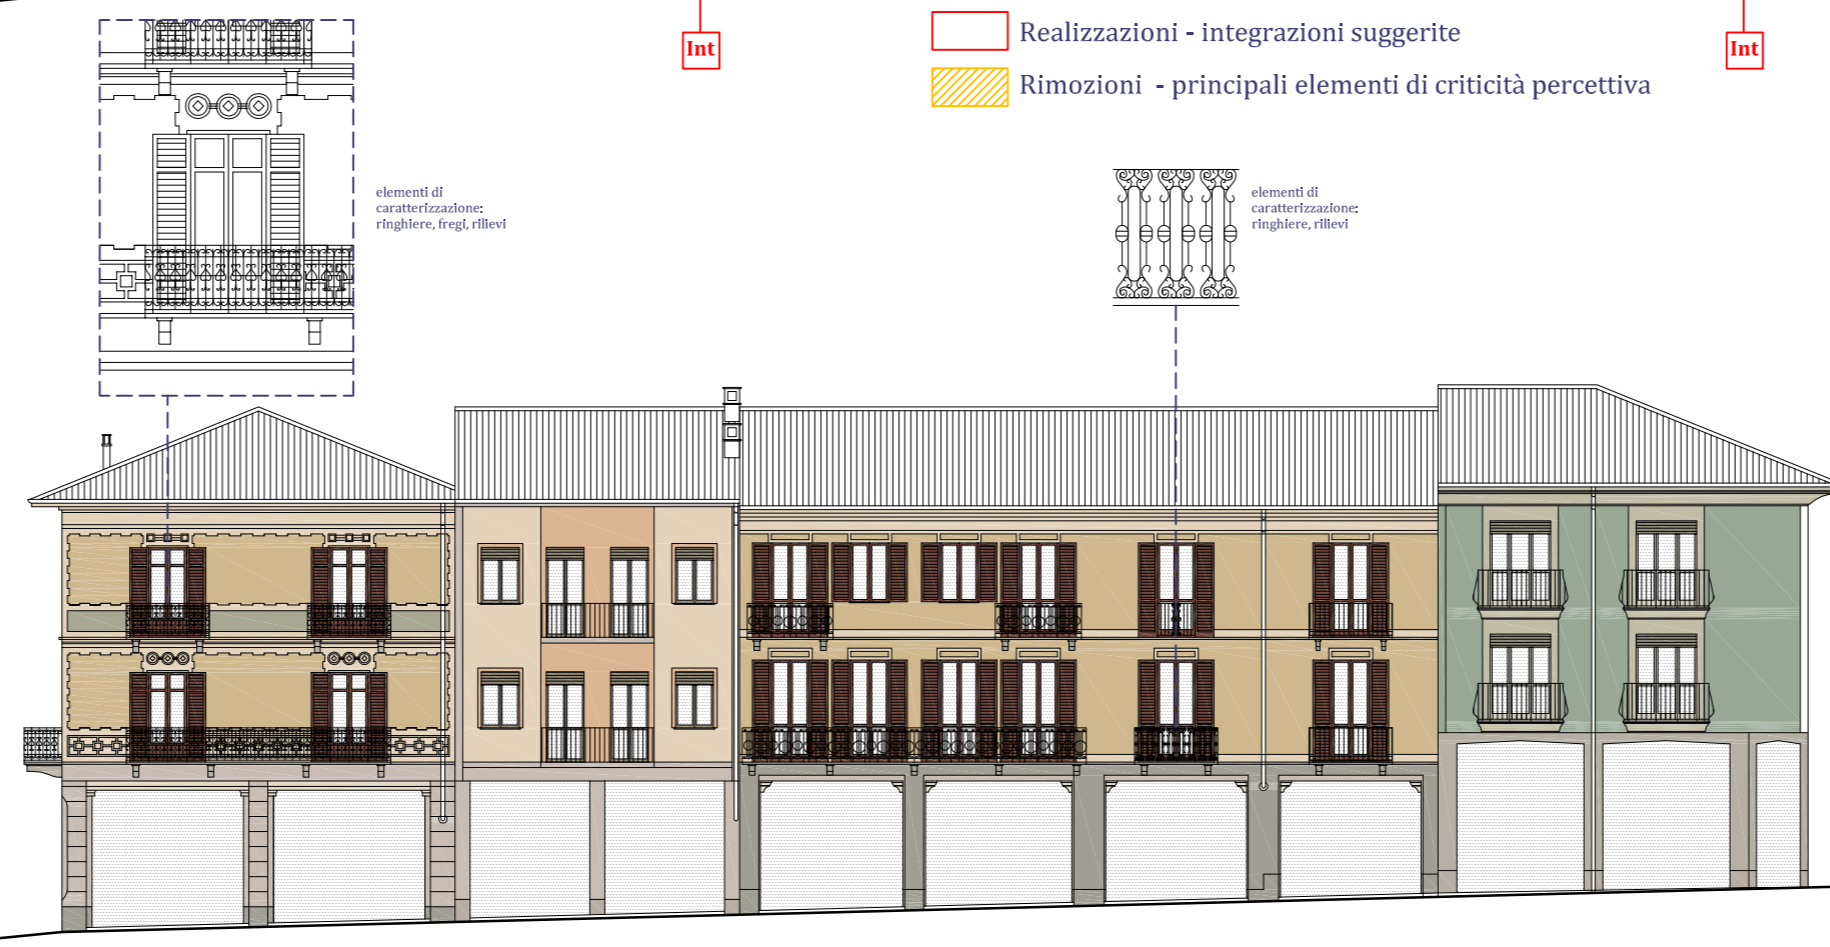 Int
Realizzazioni - integrazioni suggerite
Int
Rimozioni - principali elementi di criticità percettiva
elementi di
caratterizzazione:
ringhiere, fregi, rilievi
elementi di
caratterizzazione:
ringhiere, rilievi